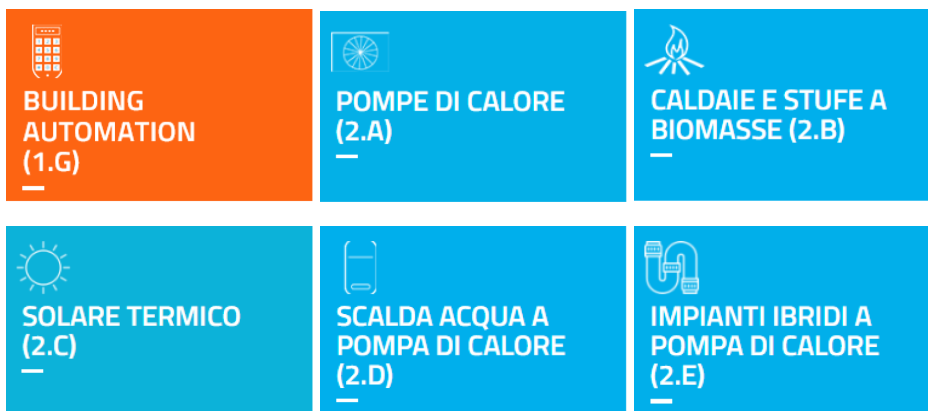 BUILDING
AUTOMATION
(1.G)
POMPE DI CALORE
(2.A)
CALDAIE E STUFE A
BIOMASSE (2.B)
SOLARE TERMICO
(2.C)
SCALDA ACQUA A
POMPA DI CALORE
(2.D)
IMPIANTI IBRIDI A
POMPA DI CALORE
(2.E)